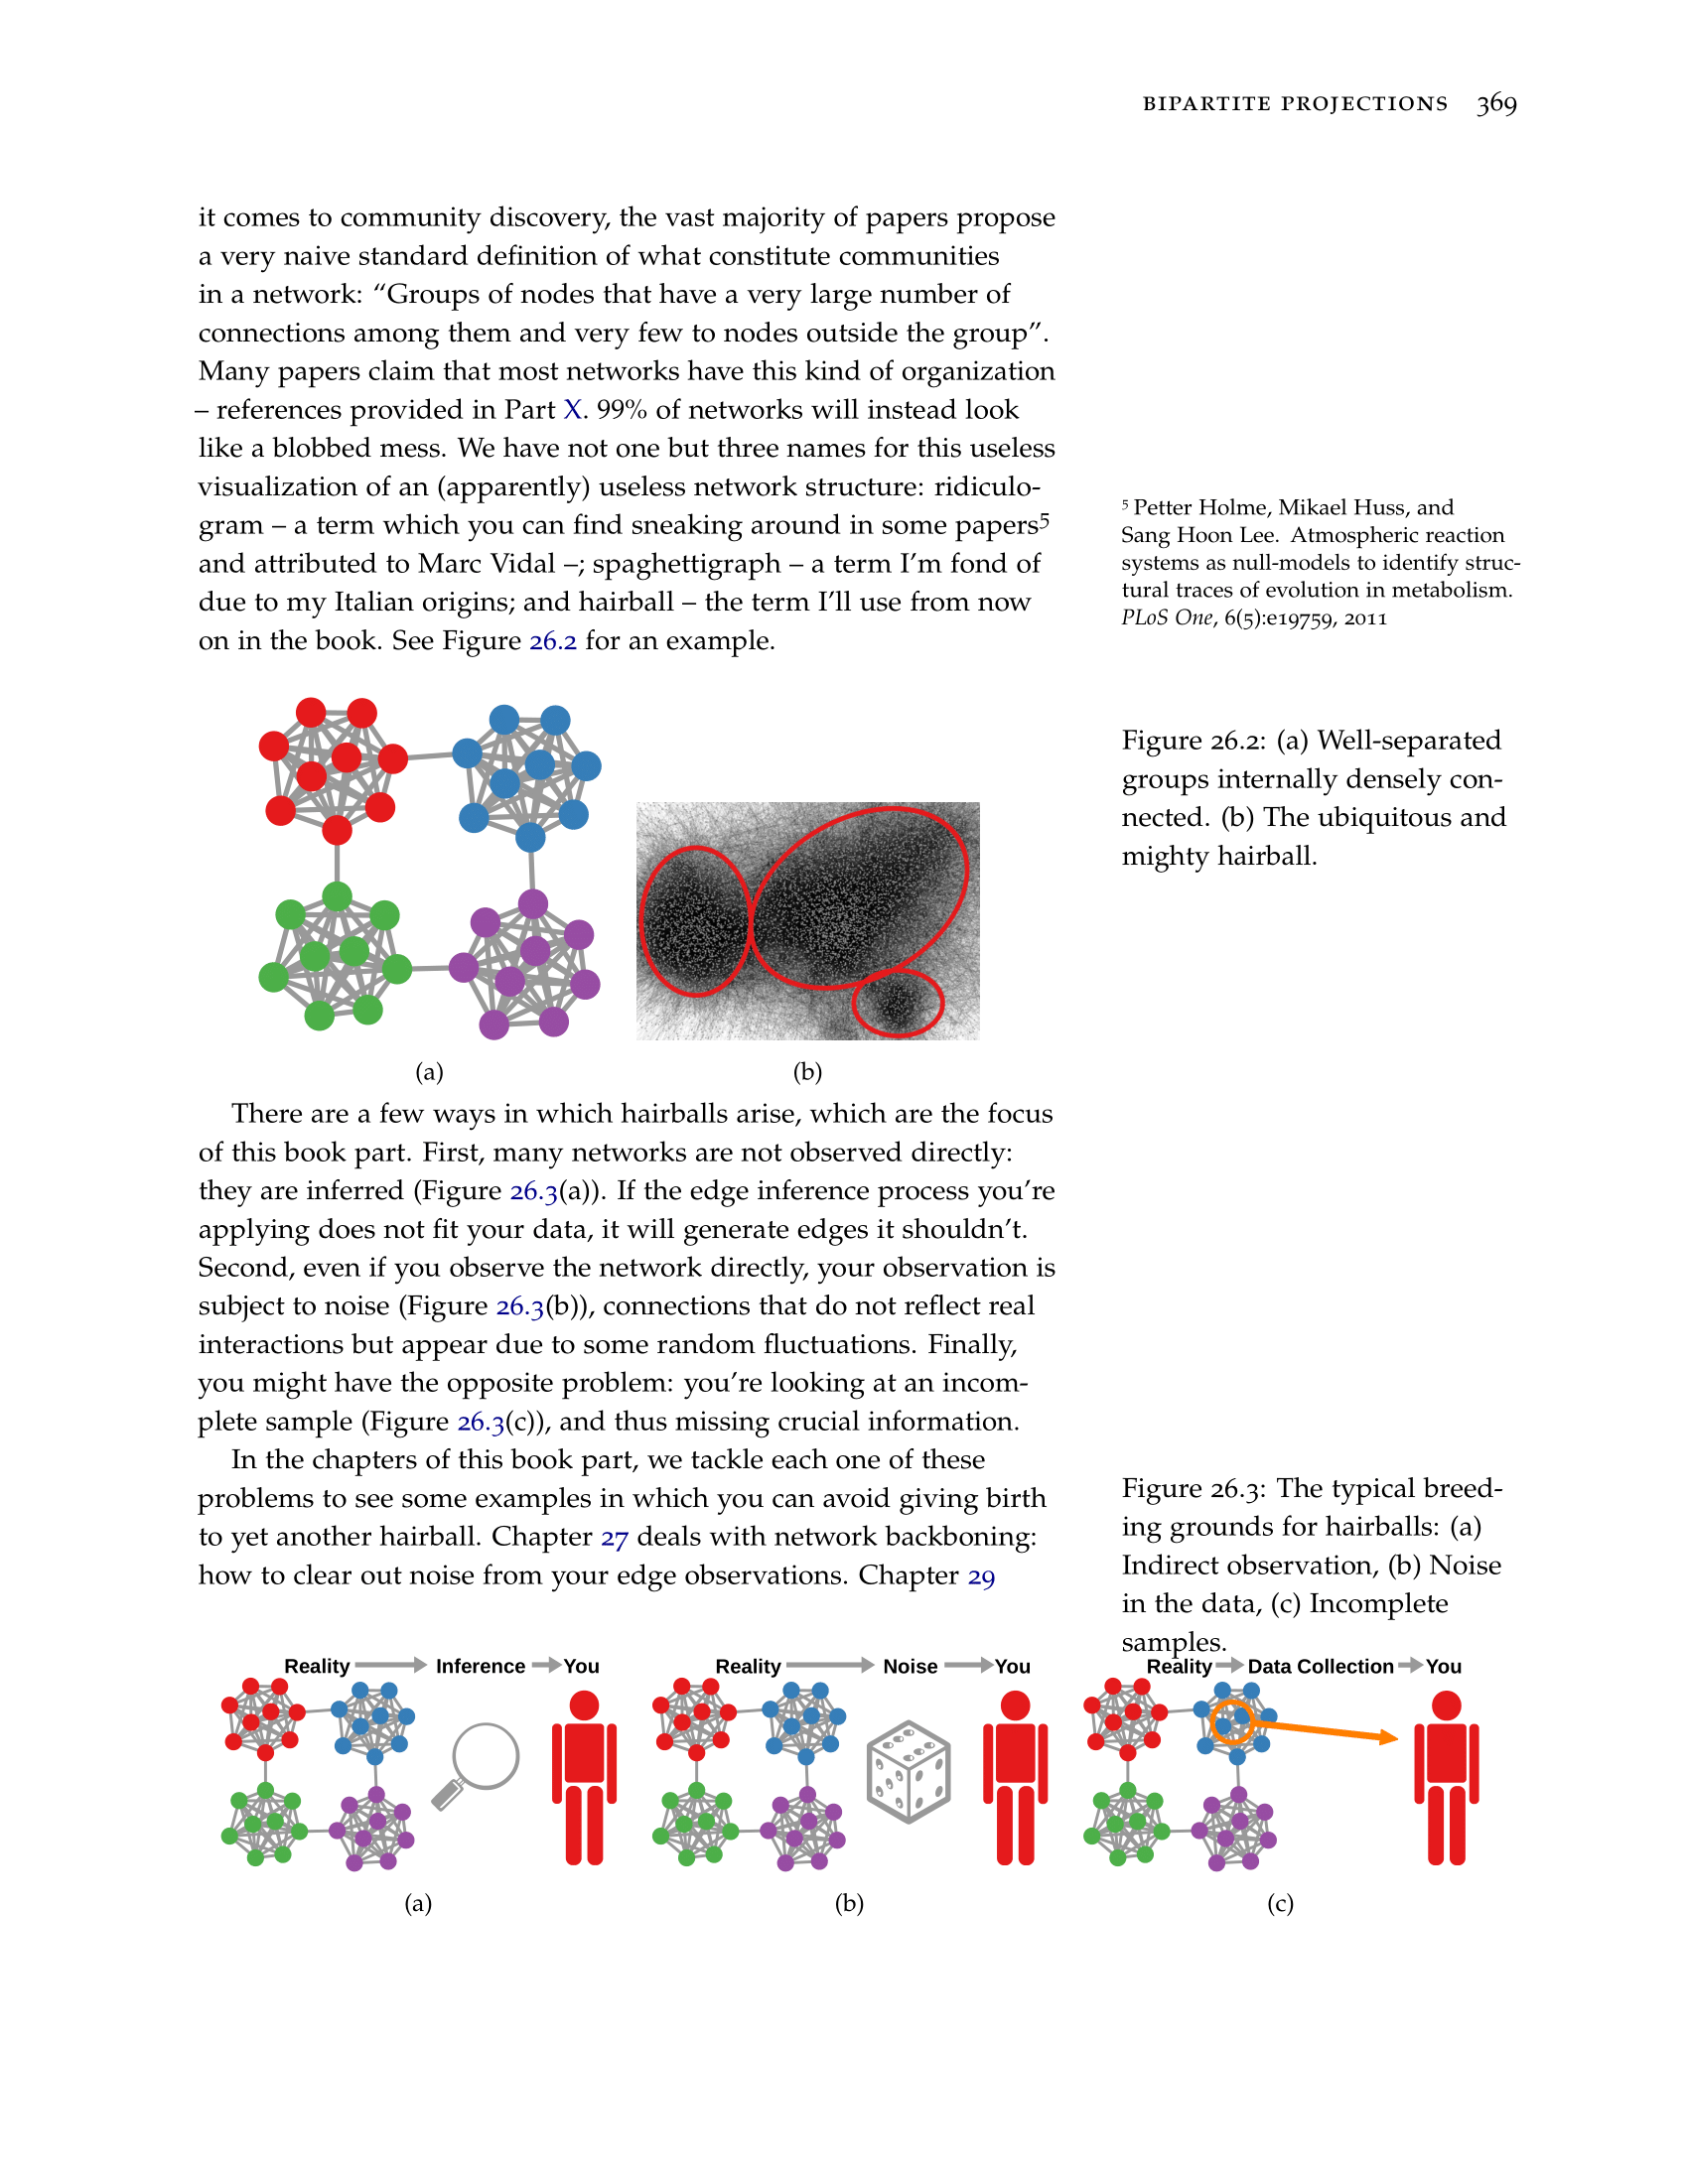 BIPARTITE PROJECTIONS 369
it comes to community discovery, the vast majority of papers propose
a very naive standard definition of what constitute communities
in a network: “Groups of nodes that have a very large number of
connections among them and very few to nodes outside the group”.
Many papers claim that most networks have this kind of organization
– references provided in Part X. 99% of networks will instead look
like a blobbed mess. We have not one but three names for this useless
visualization of an (apparently) useless network structure: ridiculo-
gram – a term which you can find sneaking around in some papers5
and attributed to Marc Vidal –; spaghettigraph – a term I’m fond of
due to my Italian origins; and hairball – the term I’ll use from now
on in the book. See Figure 26.2 for an example.
5 Petter Holme, Mikael Huss, and
Sang Hoon Lee. Atmospheric reaction
systems as null-models to identify struc-
tural traces of evolution in metabolism.
PLoS One, 6(5):e19759, 2011
Figure 26.2: (a) Well-separated
groups internally densely con-
nected. (b) The ubiquitous and
mighty hairball.
(a) (b)
There are a few ways in which hairballs arise, which are the focus
of this book part. First, many networks are not observed directly:
they are inferred (Figure 26.3(a)). If the edge inference process you’re
applying does not fit your data, it will generate edges it shouldn’t.
Second, even if you observe the network directly, your observation is
subject to noise (Figure 26.3(b)), connections that do not reflect real
interactions but appear due to some random fluctuations. Finally,
you might have the opposite problem: you’re looking at an incom-
plete sample (Figure 26.3(c)), and thus missing crucial information.
In the chapters of this book part, we tackle each one of these
problems to see some examples in which you can avoid giving birth
to yet another hairball. Chapter 27 deals with network backboning:
how to clear out noise from your edge observations. Chapter 29
Figure 26.3: The typical breed-
ing grounds for hairballs: (a)
Indirect observation, (b) Noise
in the data, (c) Incomplete
samples.
Reality Inference You
Reality Noise You
Reality Data Collection You
(a) (b) (c)